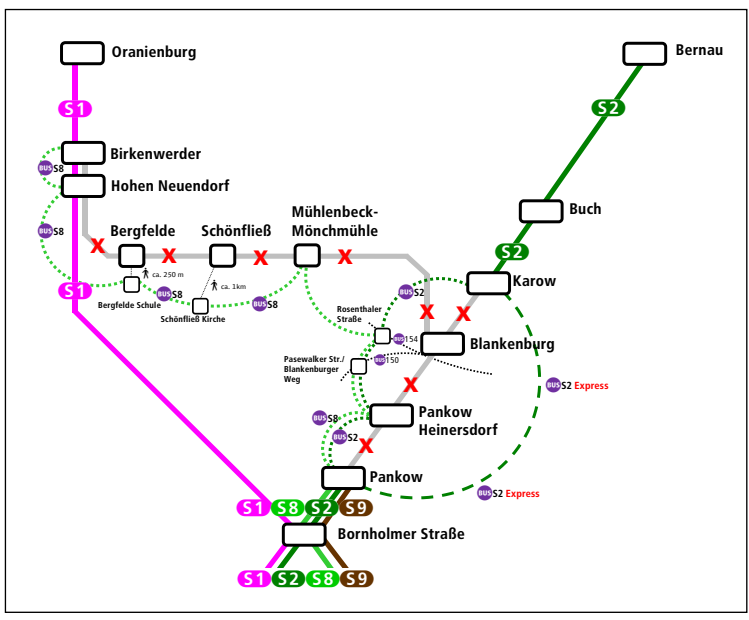 Oranienburg
Bernau
S1
S2
Birkenwerder
BUS S8
Hohen Neuendorf
Buch
Mühlenbeck-
Mönchmühle
Bergfelde
Schönfließ
BUS S8
X
X
X
X
S2
Karow
ca. 250 m
ca. 1km
S1
BUS S8
BUS S8
BUS S2
Bergfelde Schule
Schönfließ Kirche
Rosenthaler
Straße
X
X
BUS 154
Blankenburg
Pasewalker Str./
Blankenburger
Weg
BUS 150
X
BUS S2 Express
Pankow
Heinersdorf
BUS S8
BUS S2
X
Pankow
BUS S2 Express
S1 S8 S2 S9
Bornholmer Straße
S1 S2 S8 S9